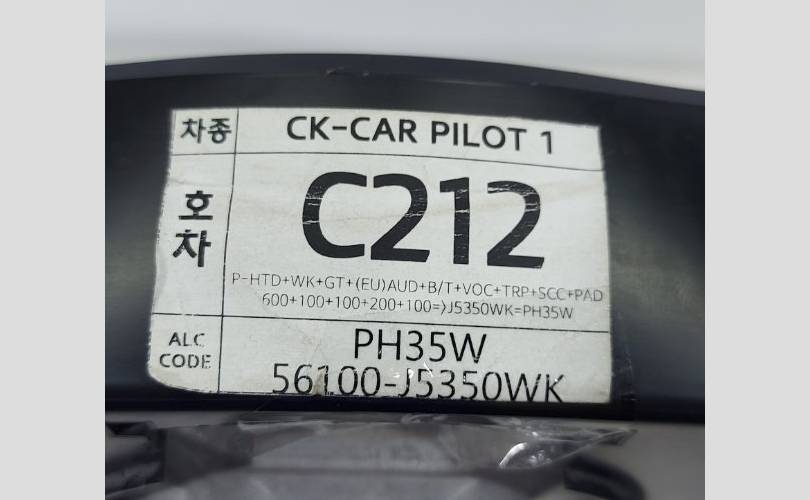 차종 CK-CAR PILOT 1
호차 C212
P-HTD+WK+GT+(EU)AUD+B/T+VOC+TRP+SCC+PAD
600+100+100+200+100=>J5350WK=PH35W
ALC CODE PH35W
56100-J5350WK